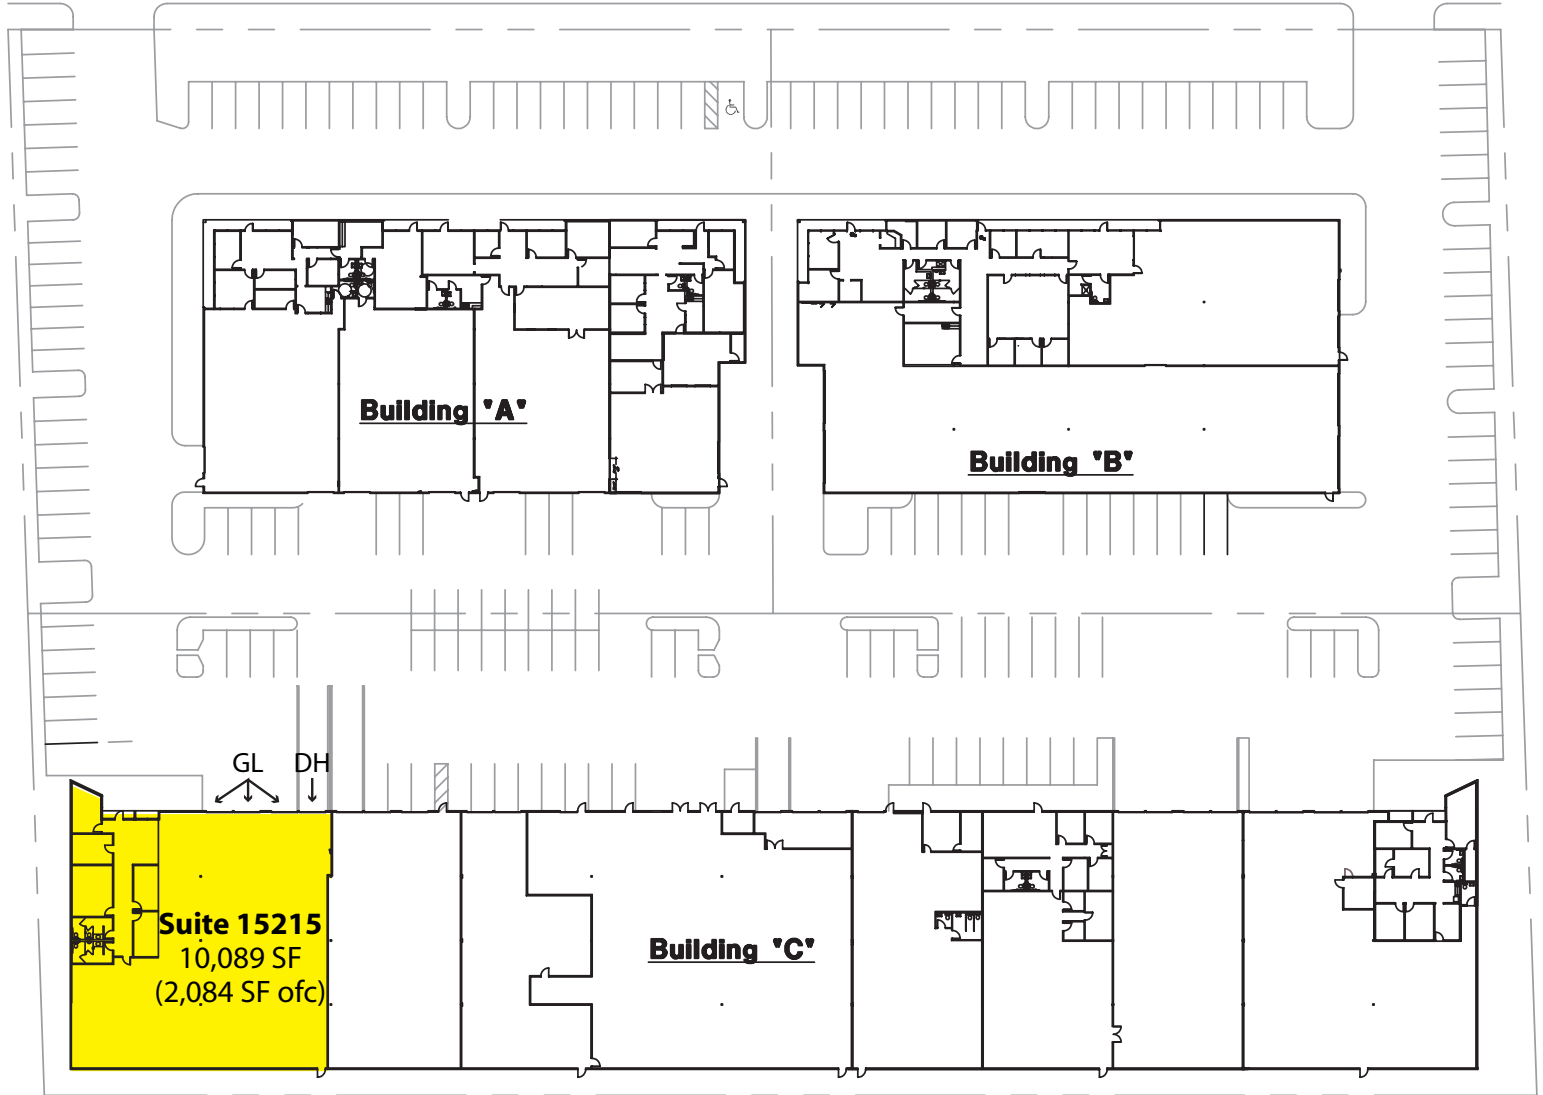 Building "A"
Building "B"
GL
DH
Suite 15215
10,089 SF
(2,084 SF ofc)
Building "C"